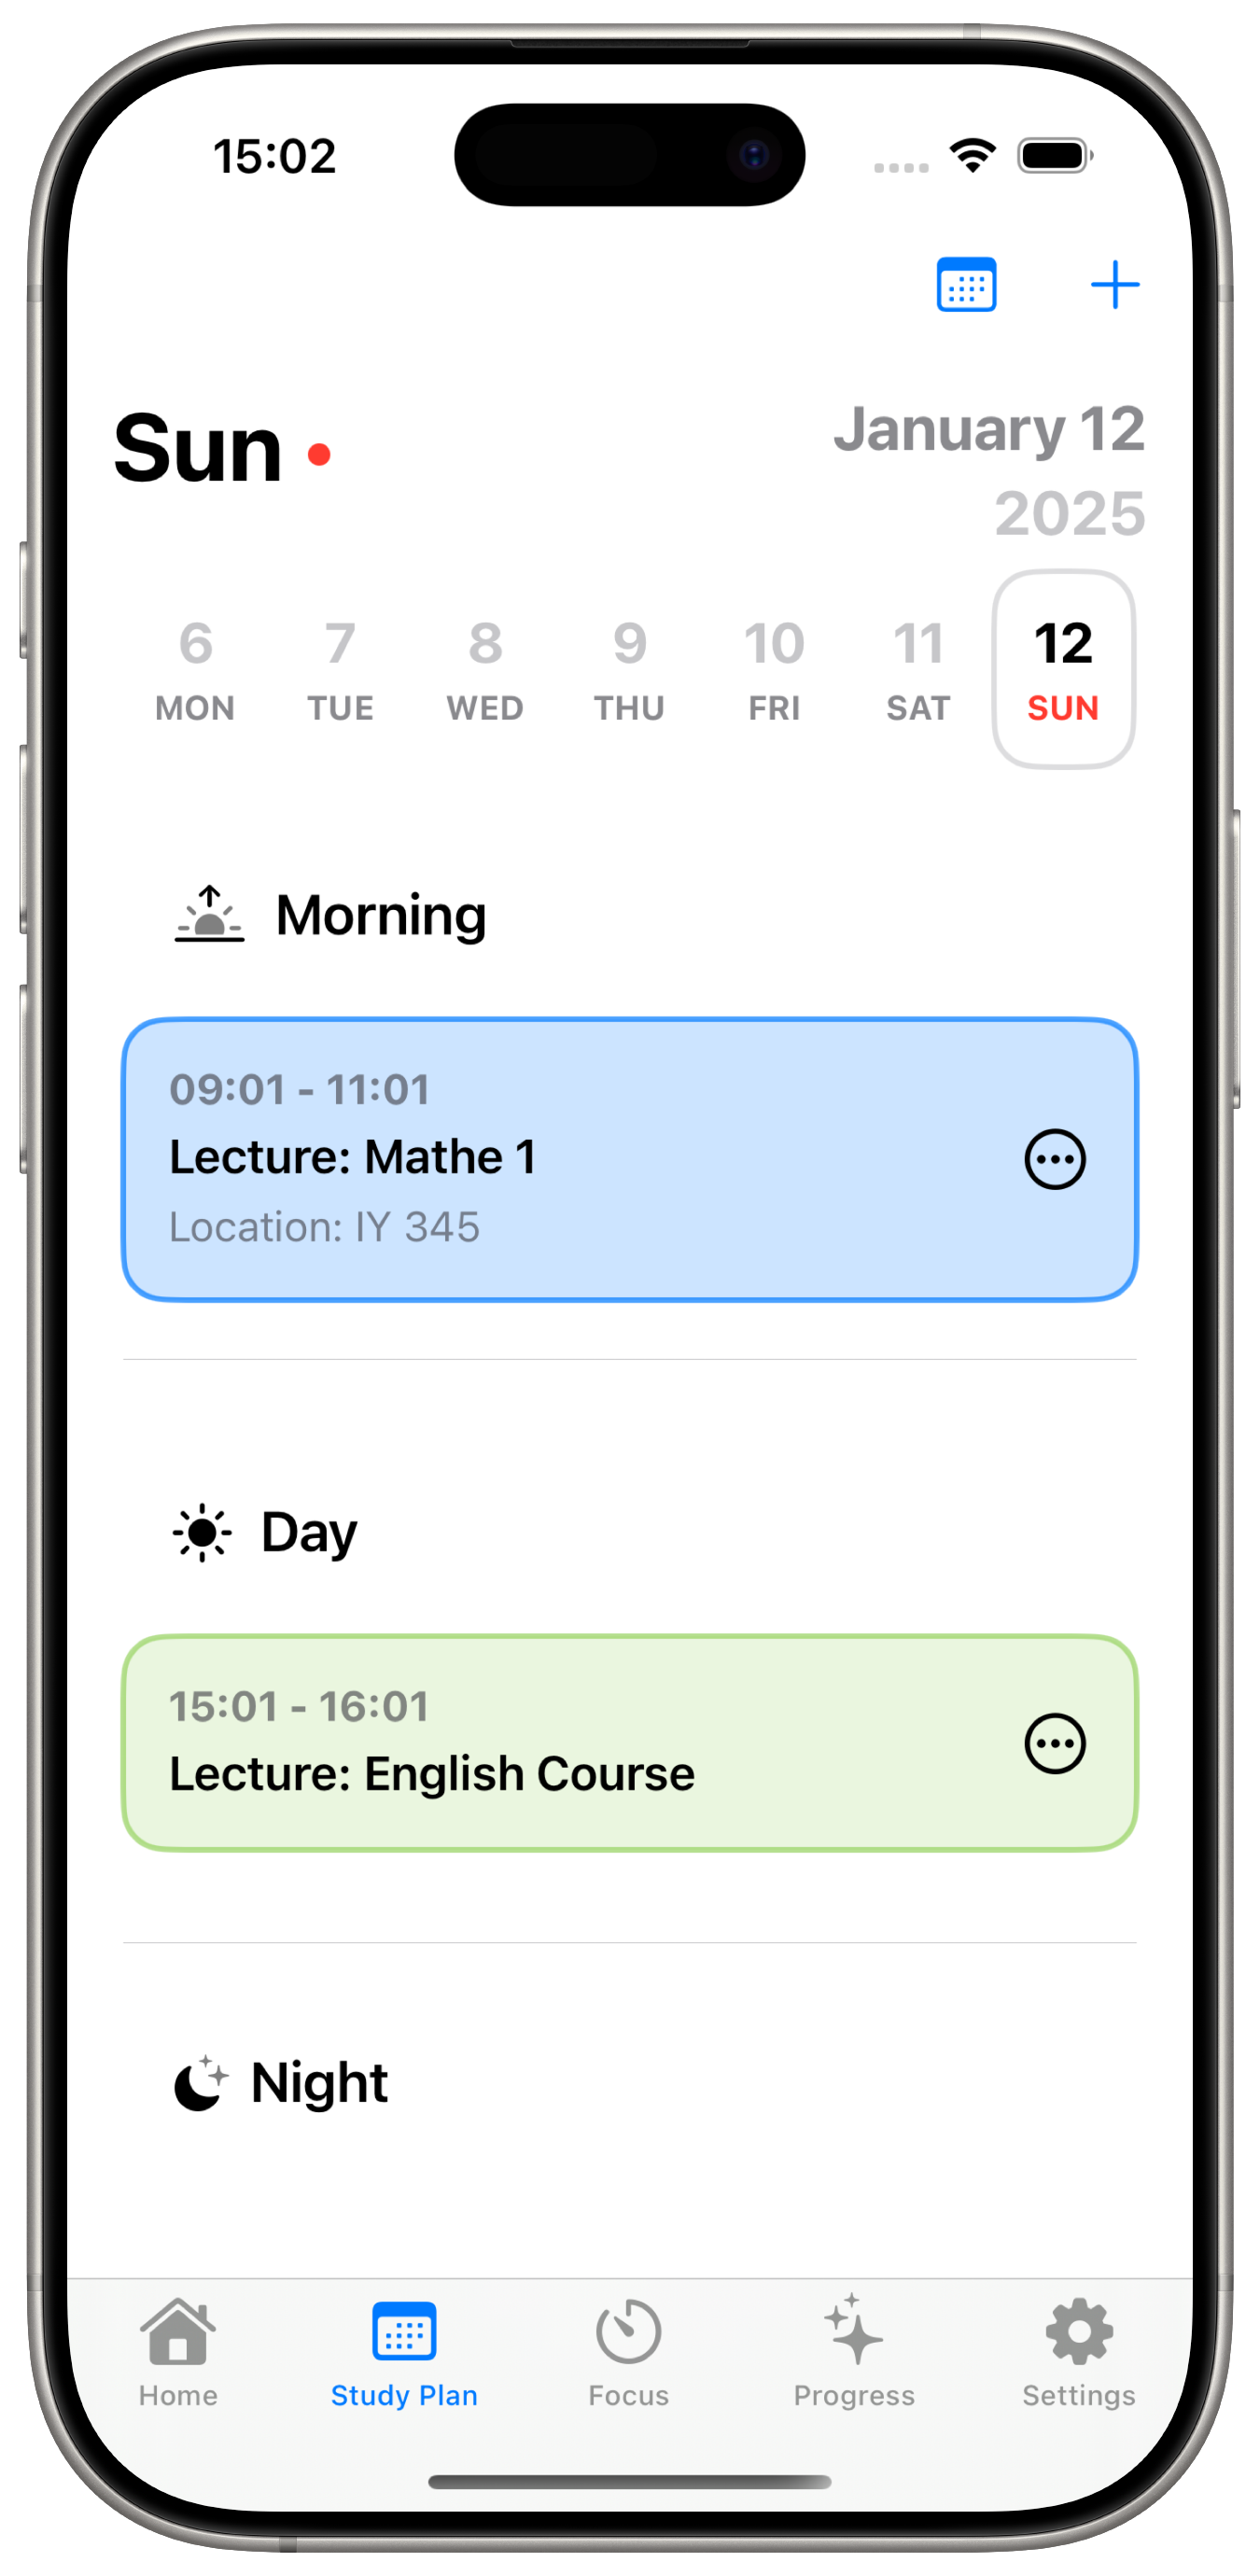 15:02
Sun
January 12
2025
6 7 8 9 10 11 12
MON TUE WED THU FRI SAT SUN
Morning
09:01 - 11:01
Lecture: Mathe 1
Location: IY 345
Day
15:01 - 16:01
Lecture: English Course
Night
Home Study Plan Focus Progress Settings